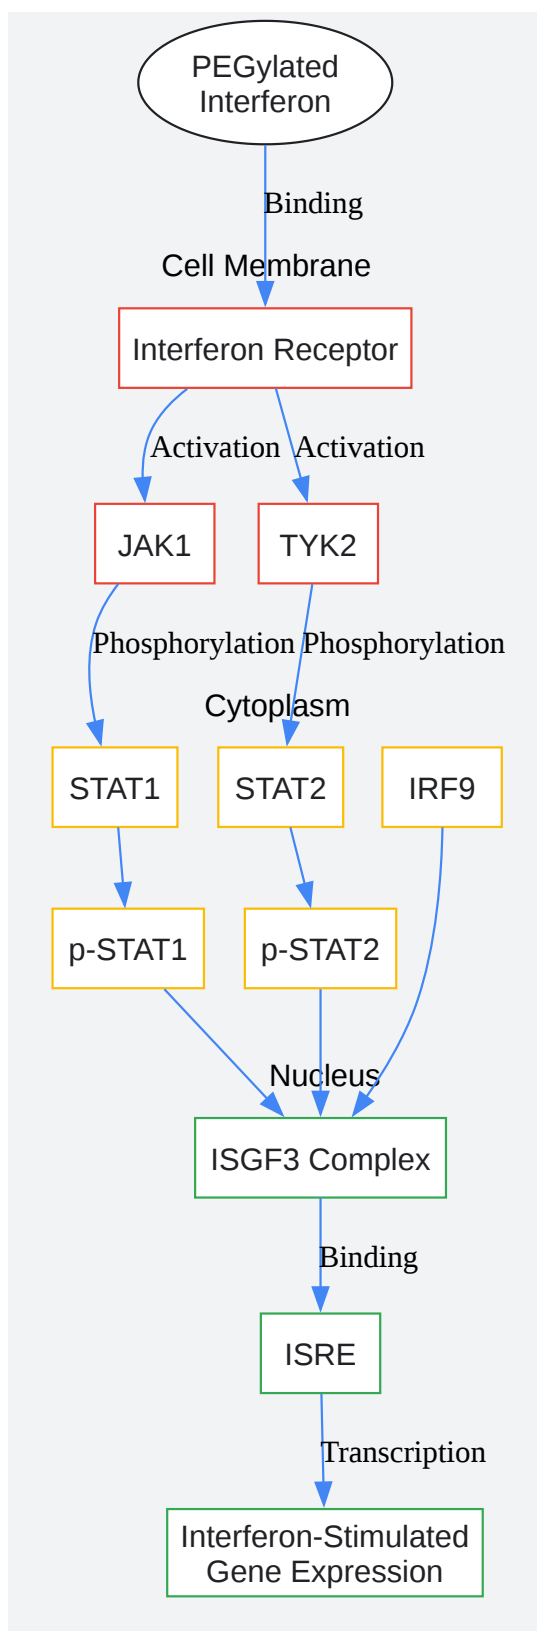 PEGylated
Interferon
Binding
Cell Membrane
Interferon Receptor
Activation
Activation
JAK1
TYK2
Phosphorylation
Phosphorylation
Cytoplasm
STAT1
STAT2
IRF9
p-STAT1
p-STAT2
Nucleus
ISGF3 Complex
Binding
ISRE
Transcription
Interferon-Stimulated
Gene Expression